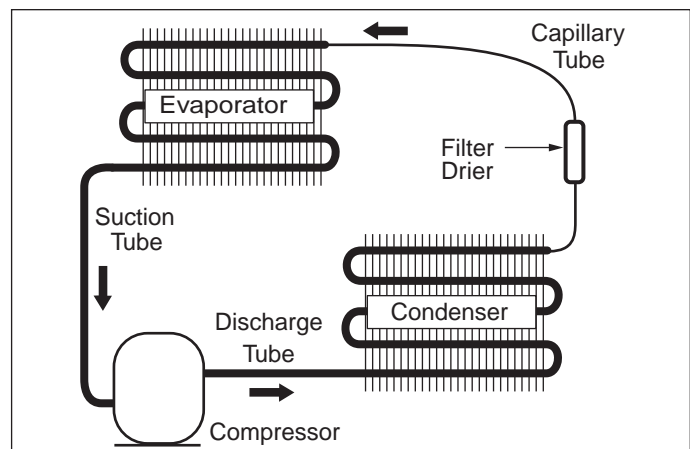 Capillary
Tube
Evaporator
Filter
Drier
Suction
Tube
Condenser
Discharge
Tube
Compressor